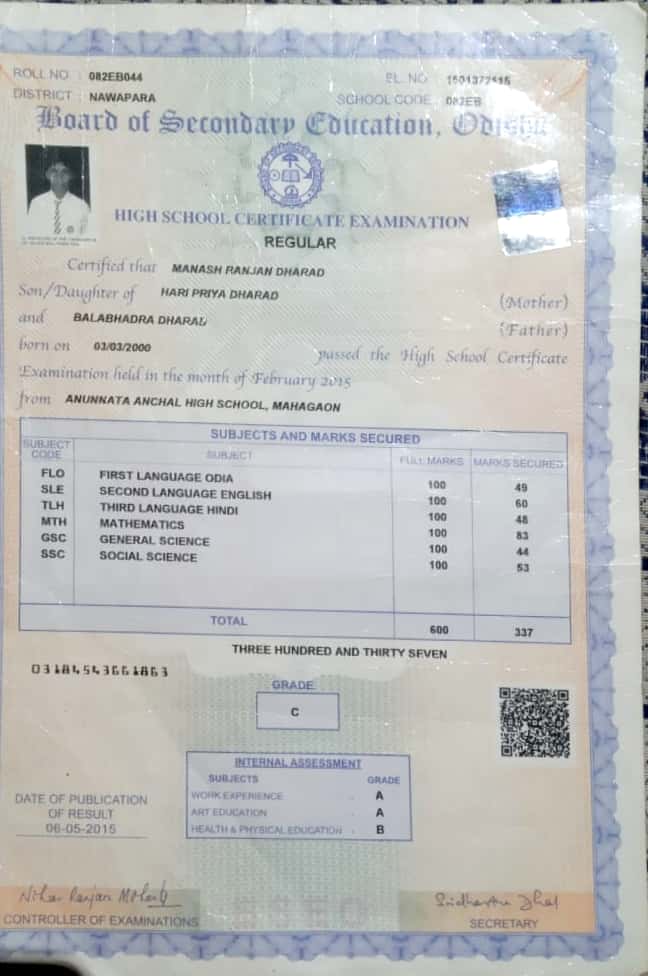 ROLL NO : 082EB044 SL. NO. 1501372515
DISTRICT : NAWAPARA SCHOOL CODE : 082EB
Board of Secondary Education, Odisha
HIGH SCHOOL CERTIFICATE EXAMINATION
REGULAR
Certified that MANASH RANJAN DHARAD
Son/Daughter of HARI PRIYA DHARAD (Mother)
and BALABHADRA DHARAD (Father)
born on 03/03/2000 passed the High School Certificate
Examination held in the month of February 2015
from ANUNNATA ANCHAL HIGH SCHOOL, MAHAGAON
SUBJECTS AND MARKS SECURED
SUBJECT CODE SUBJECT FULL MARKS MARKS SECURED
FLO FIRST LANGUAGE ODIA 100 49
SLE SECOND LANGUAGE ENGLISH 100 60
TLH THIRD LANGUAGE HINDI 100 48
MTH MATHEMATICS 100 83
GSC GENERAL SCIENCE 100 44
SSC SOCIAL SCIENCE 100 53
TOTAL 600 337
THREE HUNDRED AND THIRTY SEVEN
03184543661863
GRADE
C
INTERNAL ASSESSMENT
SUBJECTS GRADE
WORK EXPERIENCE - A
ART EDUCATION - A
HEALTH & PHYSICAL EDUCATION - B
DATE OF PUBLICATION
OF RESULT
06-05-2015
CONTROLLER OF EXAMINATIONS
SECRETARY